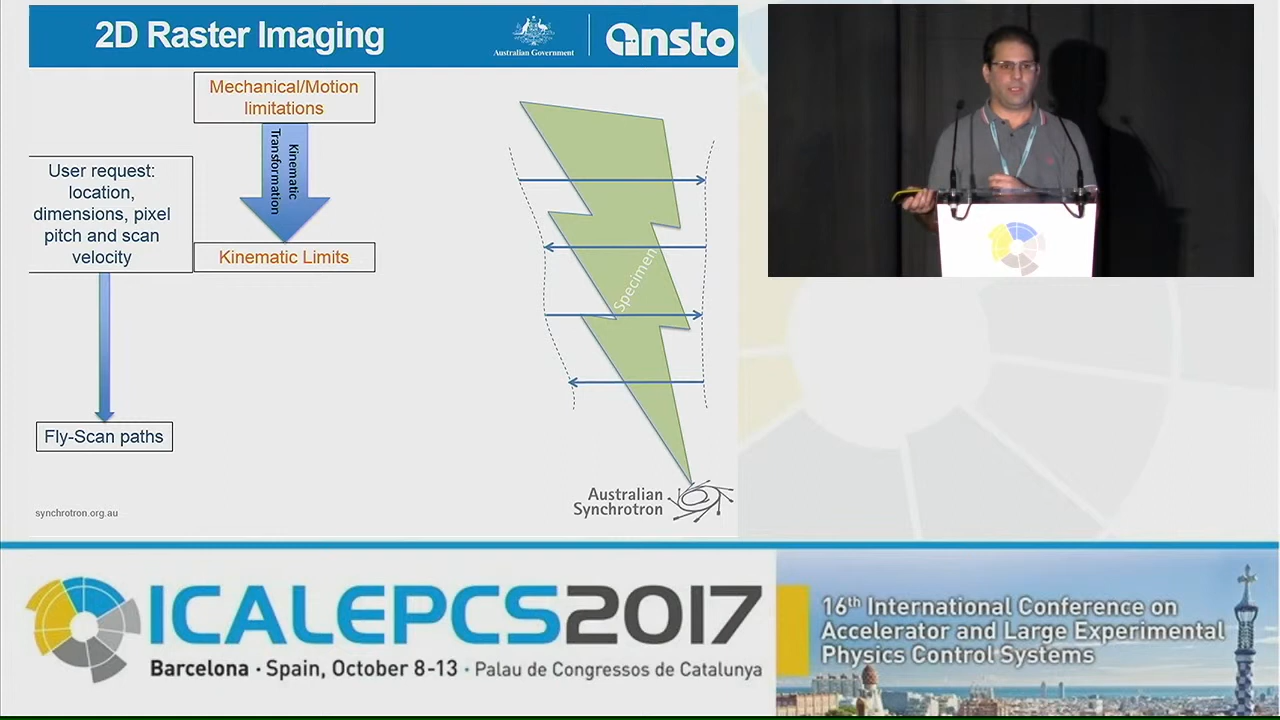 2D Raster Imaging
Australian Government
ansto
Mechanical/Motion
limitations
Kinematic
Transformation
User request:
location,
dimensions, pixel
pitch and scan
velocity
Kinematic Limits
Specimen
Fly-Scan paths
Australian
Synchrotron
synchrotron.org.au
ICALEPCS2017
Barcelona · Spain, October 8-13 · Palau de Congressos de Catalunya
16th International Conference on
Accelerator and Large Experimental
Physics Control Systems